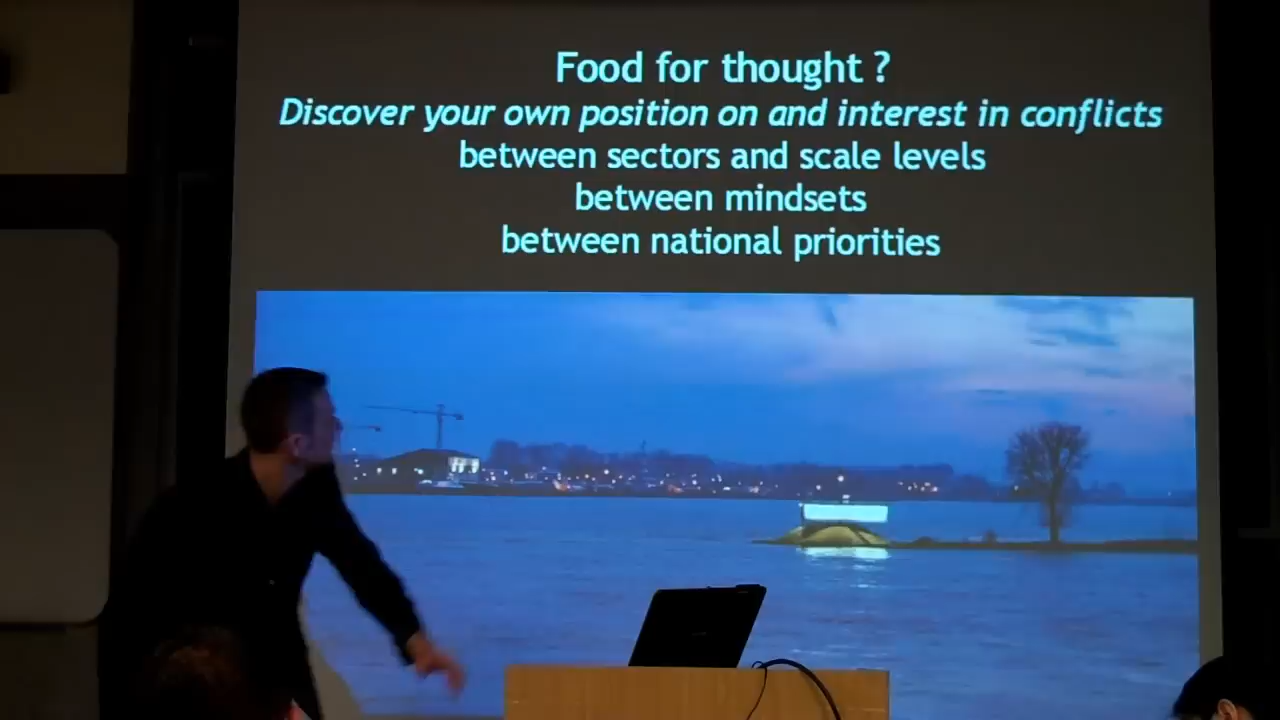 Food for thought ?
Discover your own position on and interest in conflicts
between sectors and scale levels
between mindsets
between national priorities